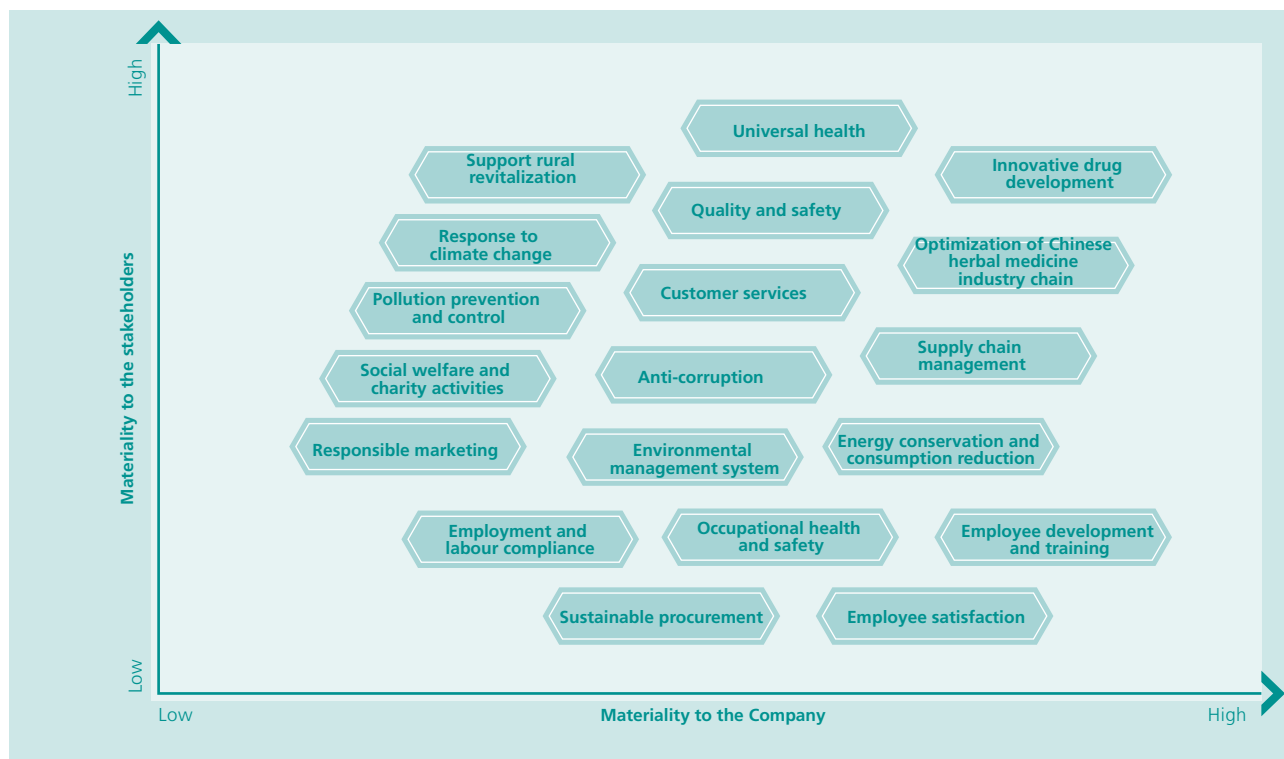 High
Universal health
Support rural
revitalization
Innovative drug
development
Quality and safety
Response to
climate change
Optimization of Chinese
herbal medicine
industry chain
Customer services
Pollution prevention
and control
Supply chain
management
Social welfare and
charity activities
Anti-corruption
Responsible marketing
Environmental
management system
Energy conservation and
consumption reduction
Employment and
labour compliance
Occupational health
and safety
Employee development
and training
Sustainable procurement
Employee satisfaction
Materiality to the stakeholders
Low
Low
Materiality to the Company
High